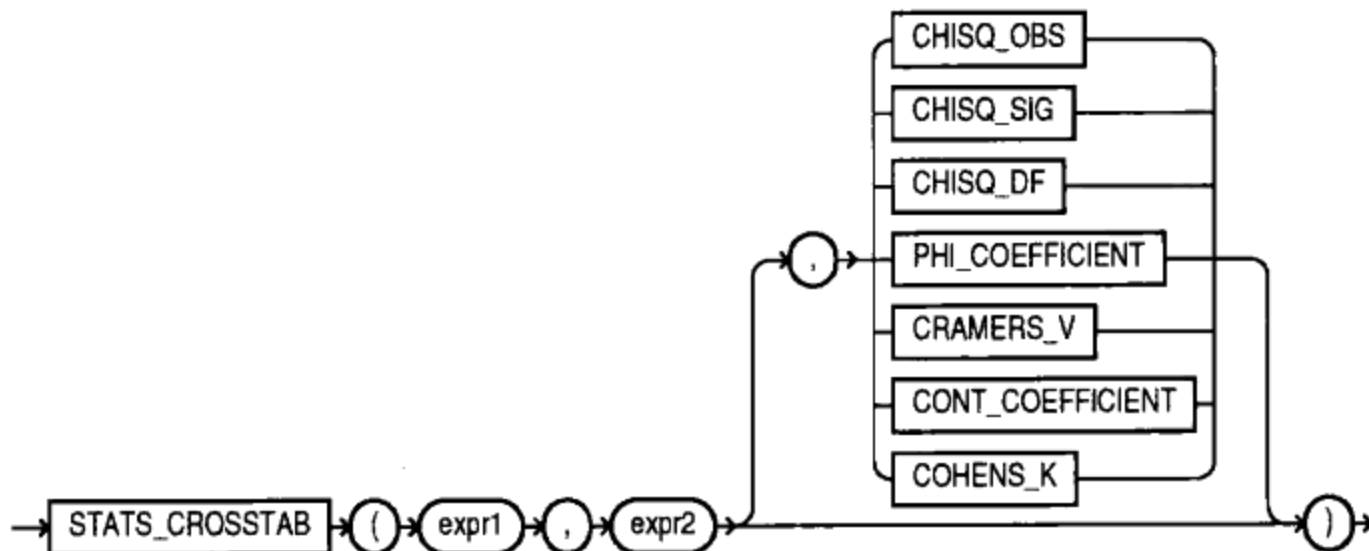 CHISQ_OBS
CHISQ_SIG
CHISQ_DF
, PHI_COEFFICIENT
CRAMERS_V
CONT_COEFFICIENT
COHENS_K
STATS_CROSSTAB ( expr1 , expr2 )